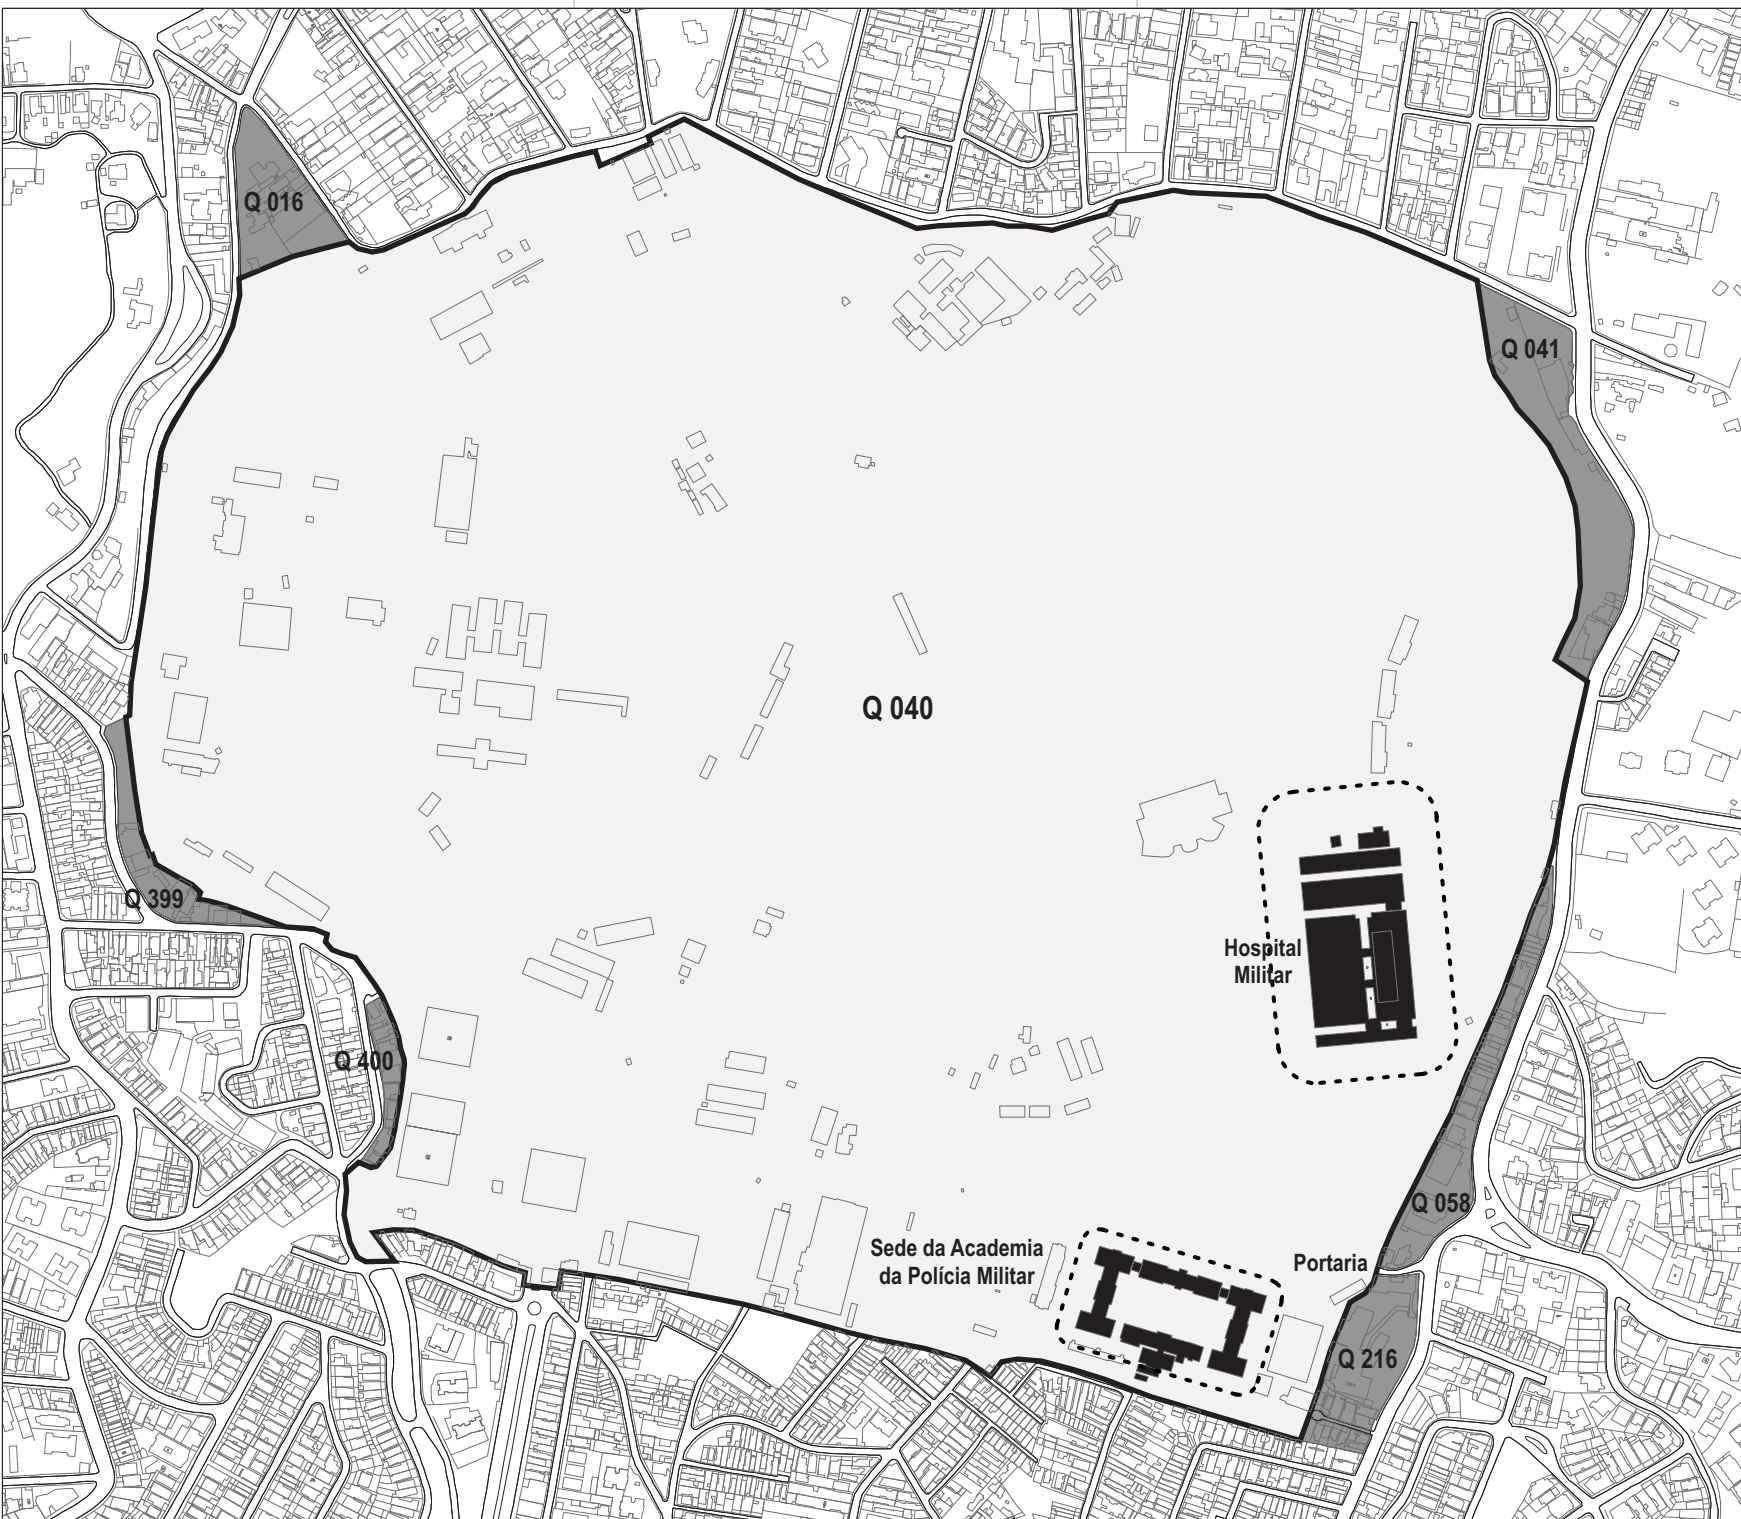 Q 016
Q 041
Q 040
Q 399
Hospital
Militar
Q 400
Q 058
Sede da Academia
da Polícia Militar
Portaria
Q 216